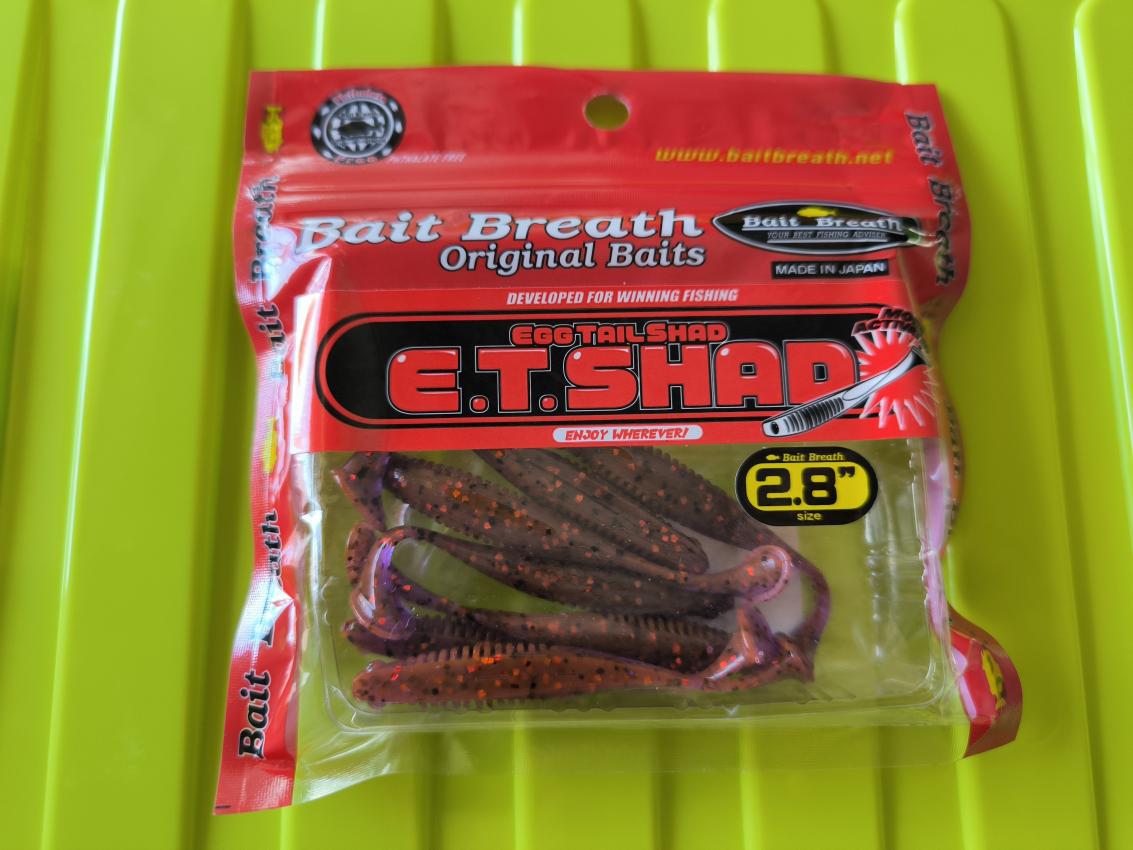 PHTHALATE FREE
www.baitbreath.net
Bait Breath
Original Baits
Bait Breath
YOUR BEST FISHING ADVISER
MADE IN JAPAN
DEVELOPED FOR WINNING FISHING
EGG TAIL SHAD
E.T.SHAD
ENJOY WHEREVER!
Bait Breath
2.8”
size
Bait Breath
Bait Breath
Bait